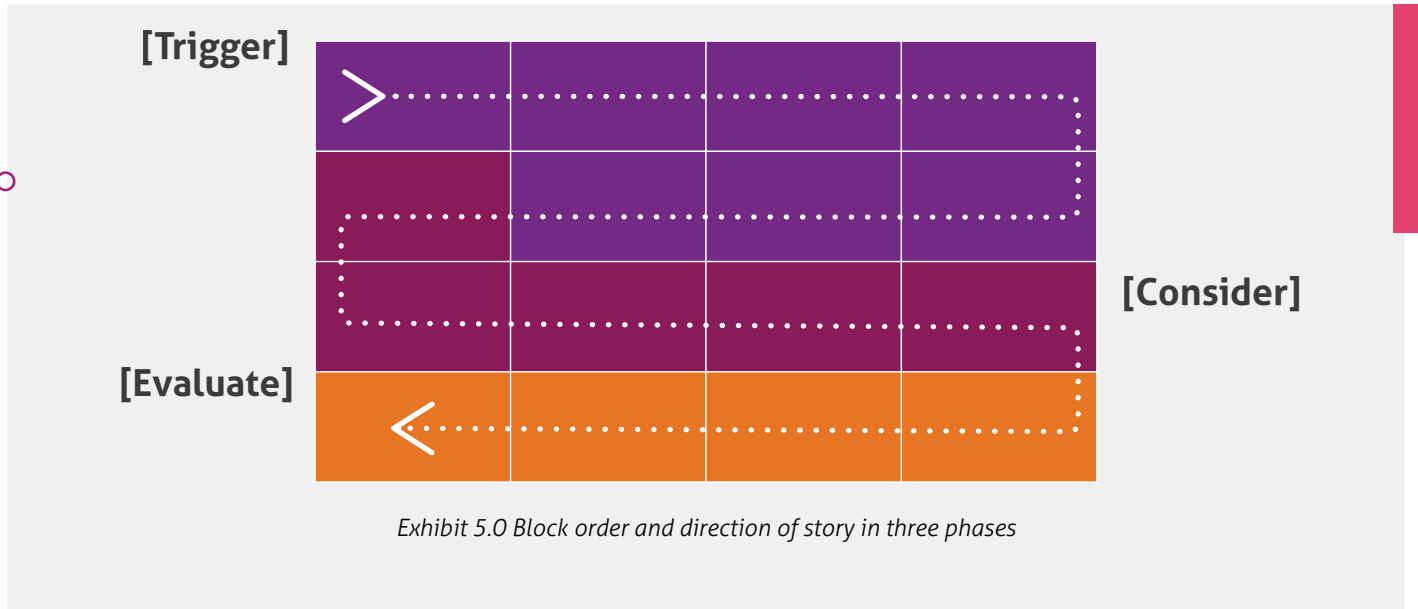 [Trigger]
[Consider]
[Evaluate]
Exhibit 5.0 Block order and direction of story in three phases